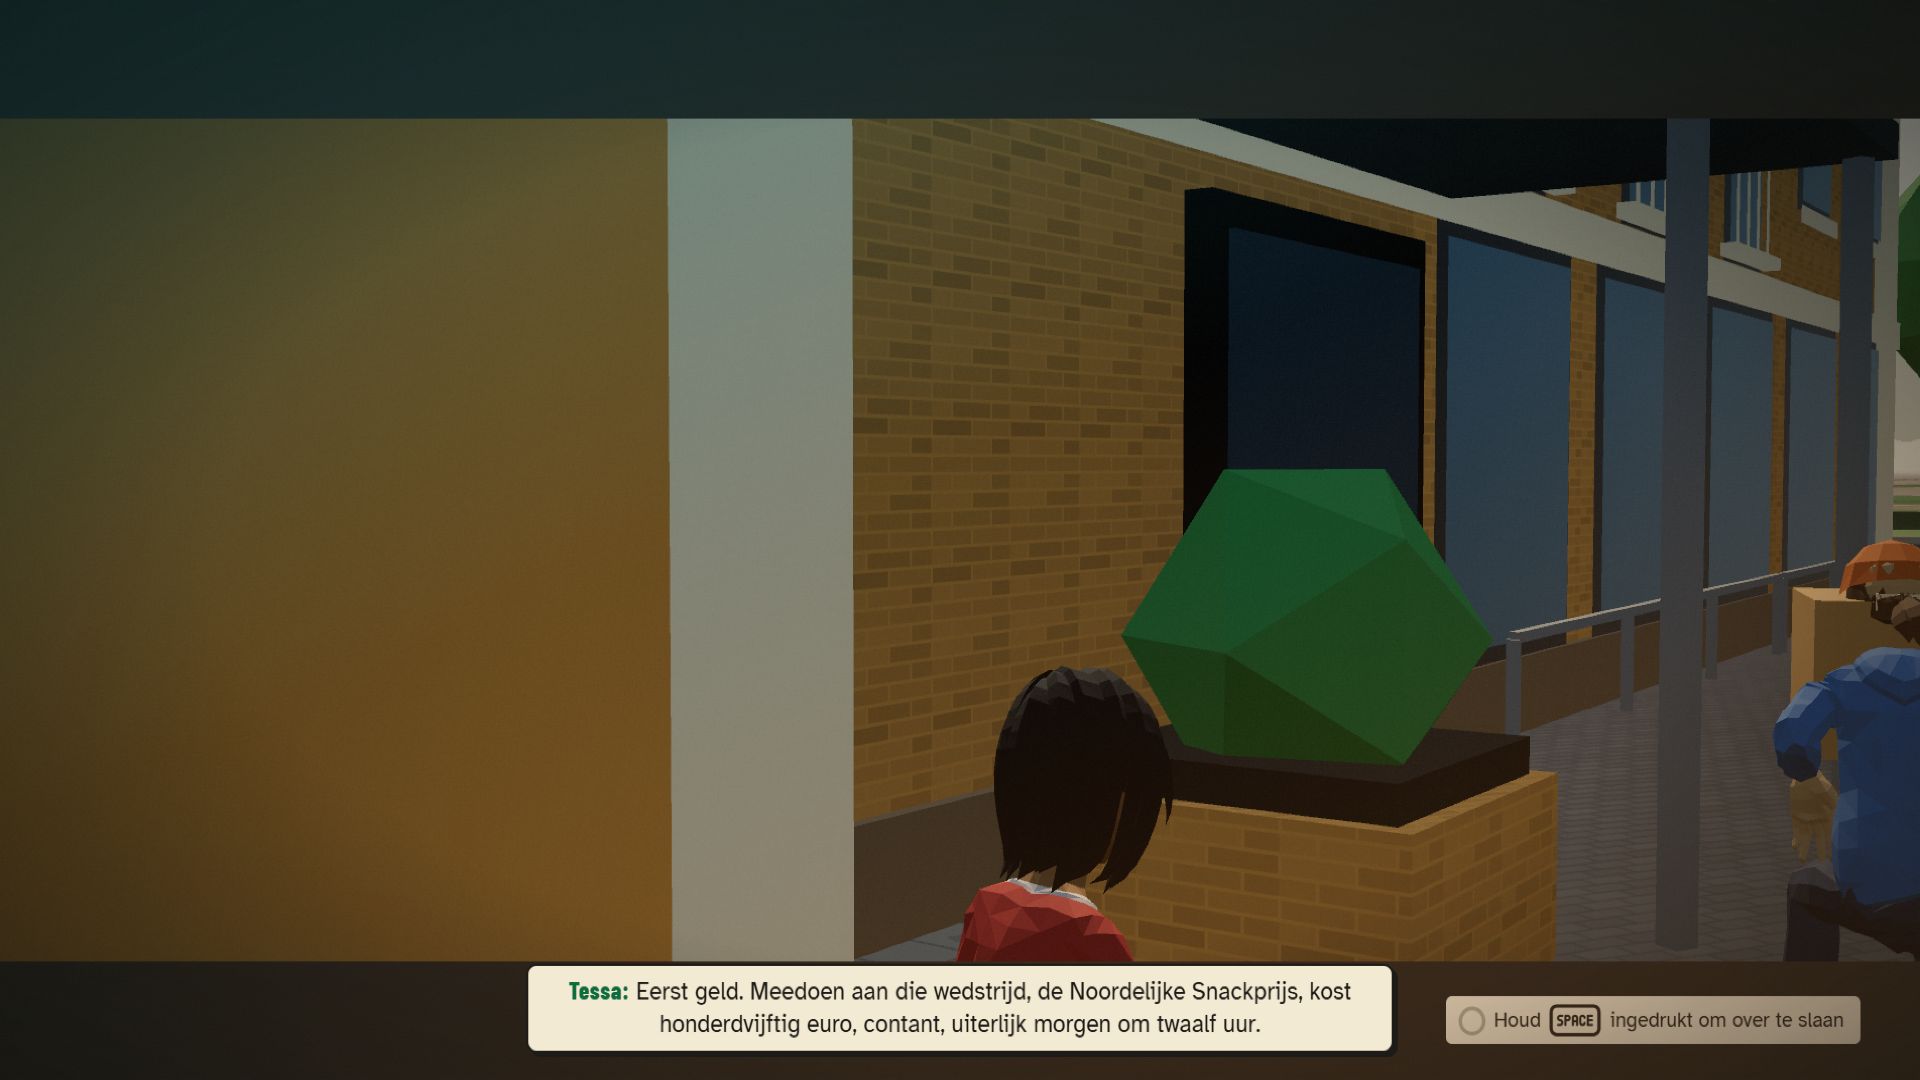 Tessa: Eerst geld. Meedoen aan die wedstrijd, de Noordelijke Snackprijs, kost
honderdvijftig euro, contant, uiterlijk morgen om twaalf uur.
Houd SPACE ingedrukt om over te slaan